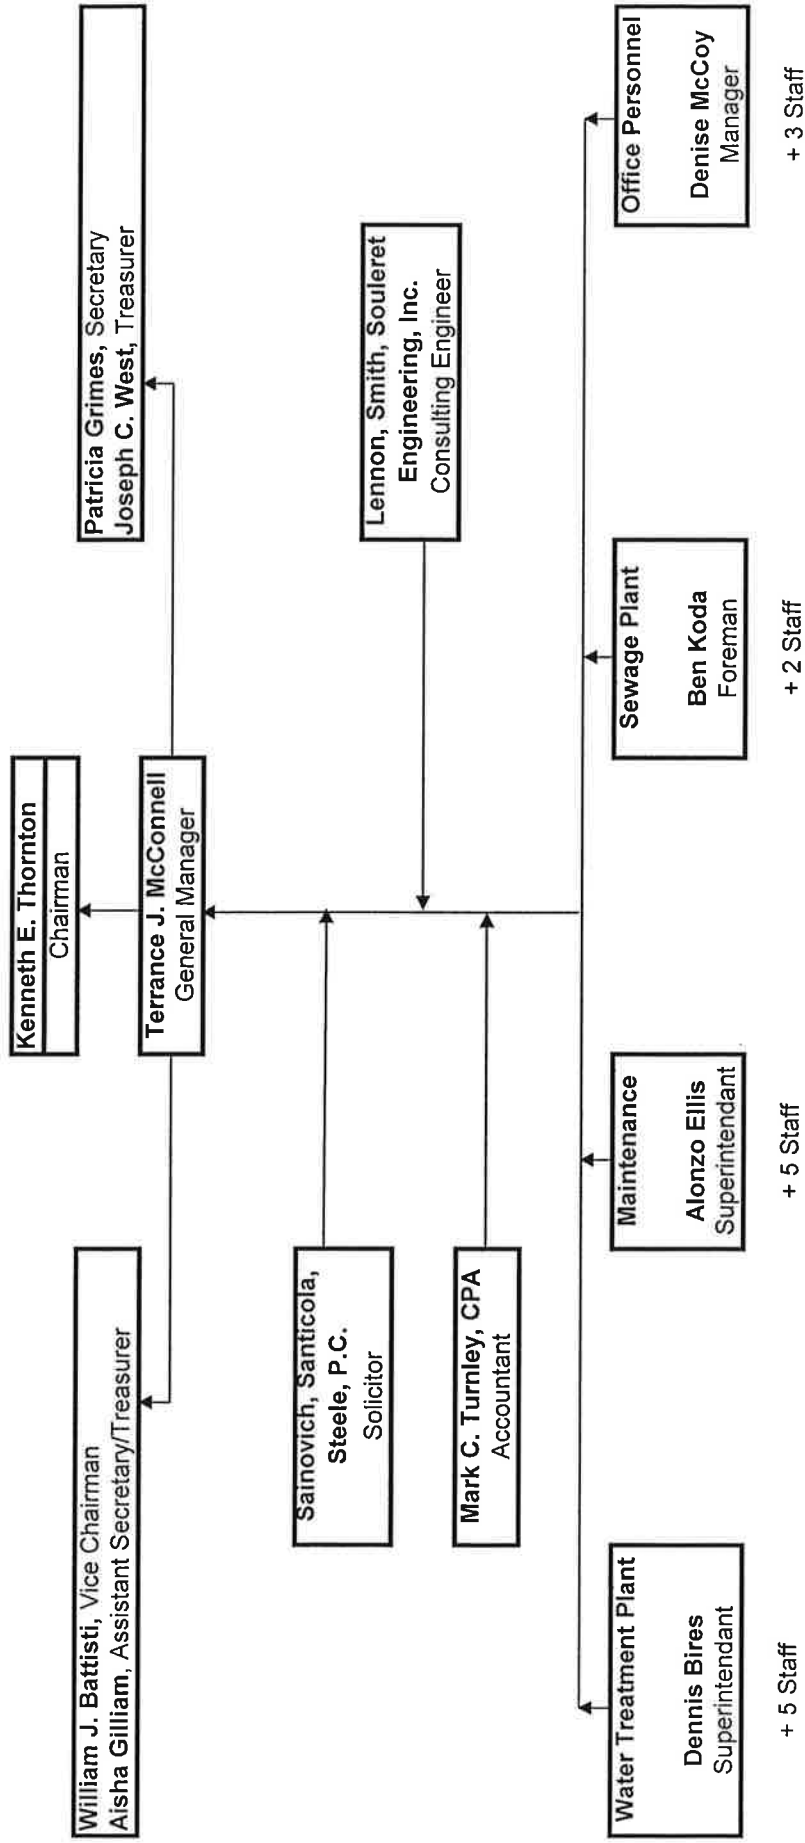 Kenneth E. Thornton
Chairman
William J. Battisti, Vice Chairman
Aisha Gilliam, Assistant Secretary/Treasurer
Patricia Grimes, Secretary
Joseph C. West, Treasurer
Terrance J. McConnell
General Manager
Sainovich, Santicola,
Steele, P.C.
Solicitor
Lennon, Smith, Souleret
Engineering, Inc.
Consulting Engineer
Mark C. Turnley, CPA
Accountant
Water Treatment Plant
Dennis Bires
Superintendant
+ 5 Staff
Maintenance
Alonzo Ellis
Superintendant
+ 5 Staff
Sewage Plant
Ben Koda
Foreman
+ 2 Staff
Office Personnel
Denise McCoy
Manager
+ 3 Staff